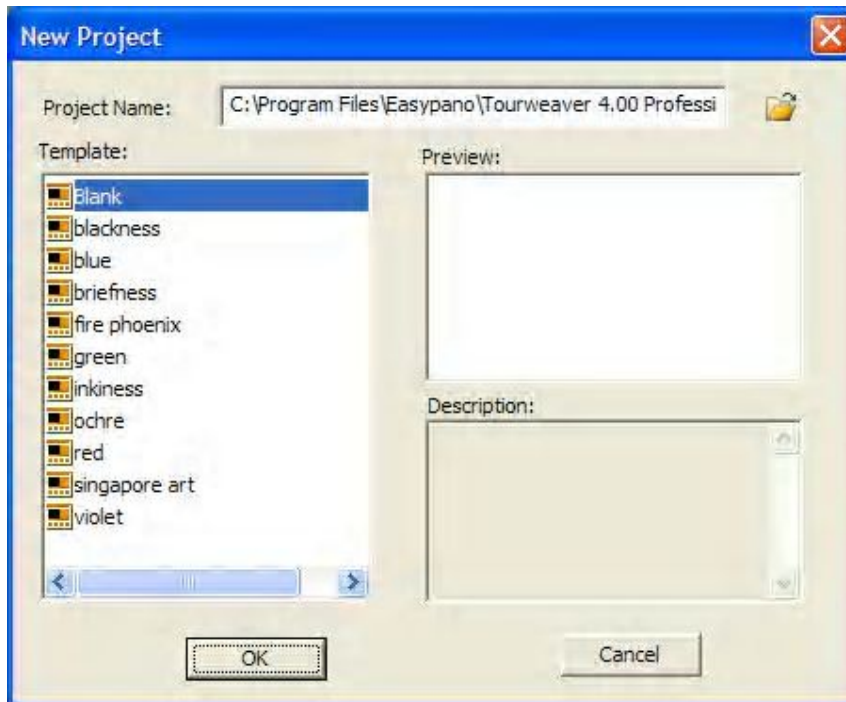 New Project
Project Name: C:\Program Files\Easypano\Tourweaver 4.00 Professi
Template:
Blank
blackness
blue
briefness
fire phoenix
green
inkiness
ochre
red
singapore art
violet
Preview:
Description:
OK
Cancel